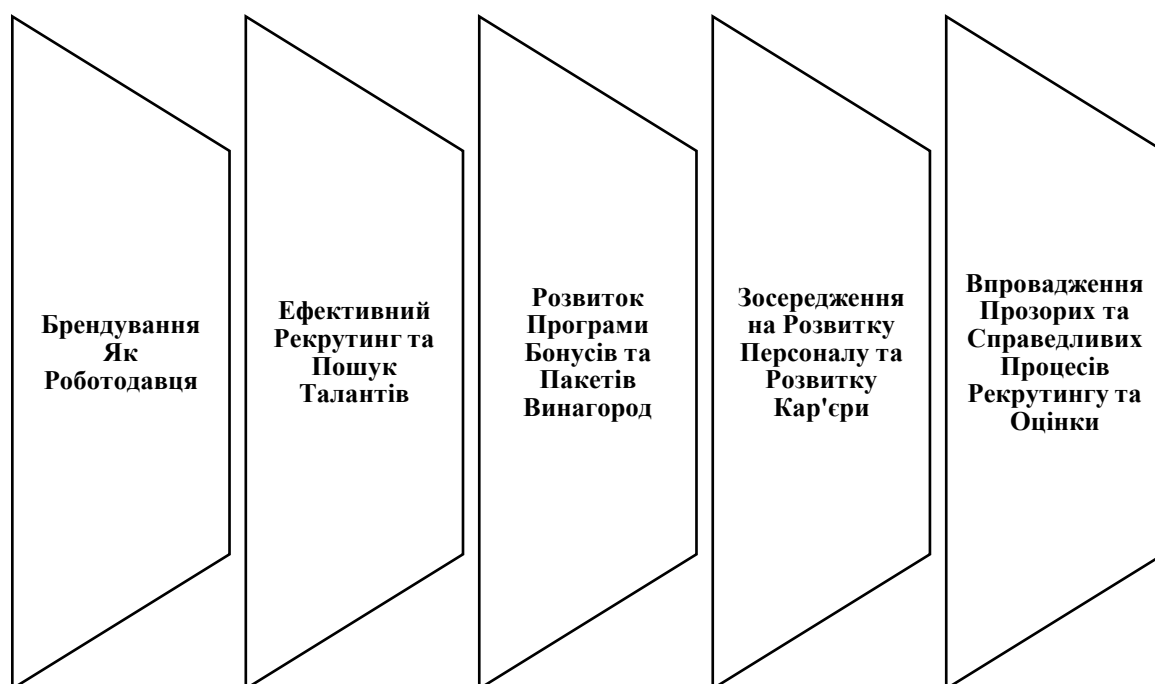 Брендування
Як
Роботодавця
Ефективний
Рекрутинг та
Пошук
Талантів
Розвиток
Програми
Бонусів та
Пакетів
Винагород
Зосередження
на Розвитку
Персоналу та
Розвитку
Кар'єри
Впровадження
Прозорих та
Справедливих
Процесів
Рекрутингу та
Оцінки